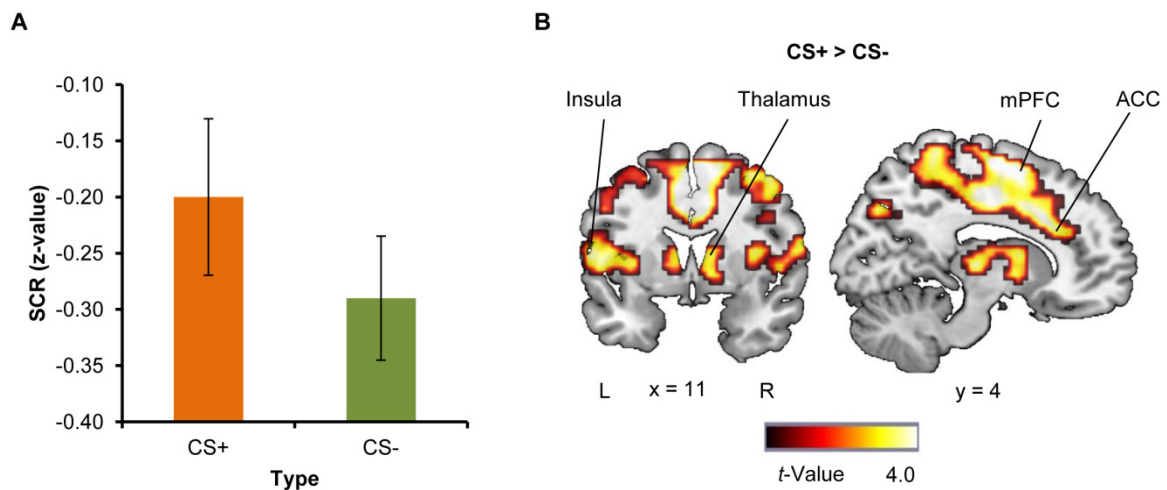 A
-0.10
-0.15
-0.20
-0.25
-0.30
-0.35
-0.40
SCR (z-value)
CS+ CS-
Type
B
CS+ > CS-
Insula Thalamus mPFC ACC
L x = 11 R y = 4
t-Value 4.0